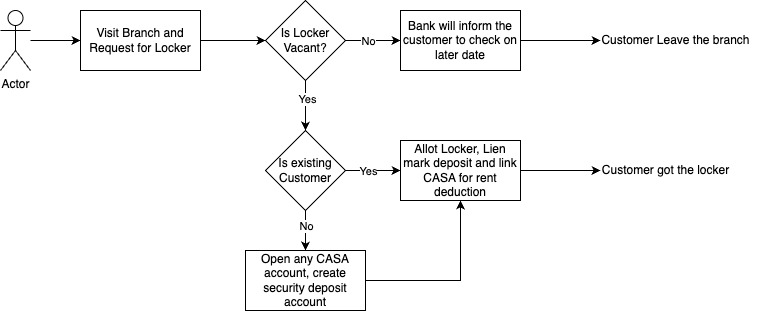 Actor
Visit Branch and
Request for Locker
Is Locker
Vacant?
No
Bank will inform the
customer to check on
later date
Customer Leave the branch
Yes
Is existing
Customer
Yes
Allot Locker, Lien
mark deposit and link
CASA for rent
deduction
Customer got the locker
No
Open any CASA
account, create
security deposit
account